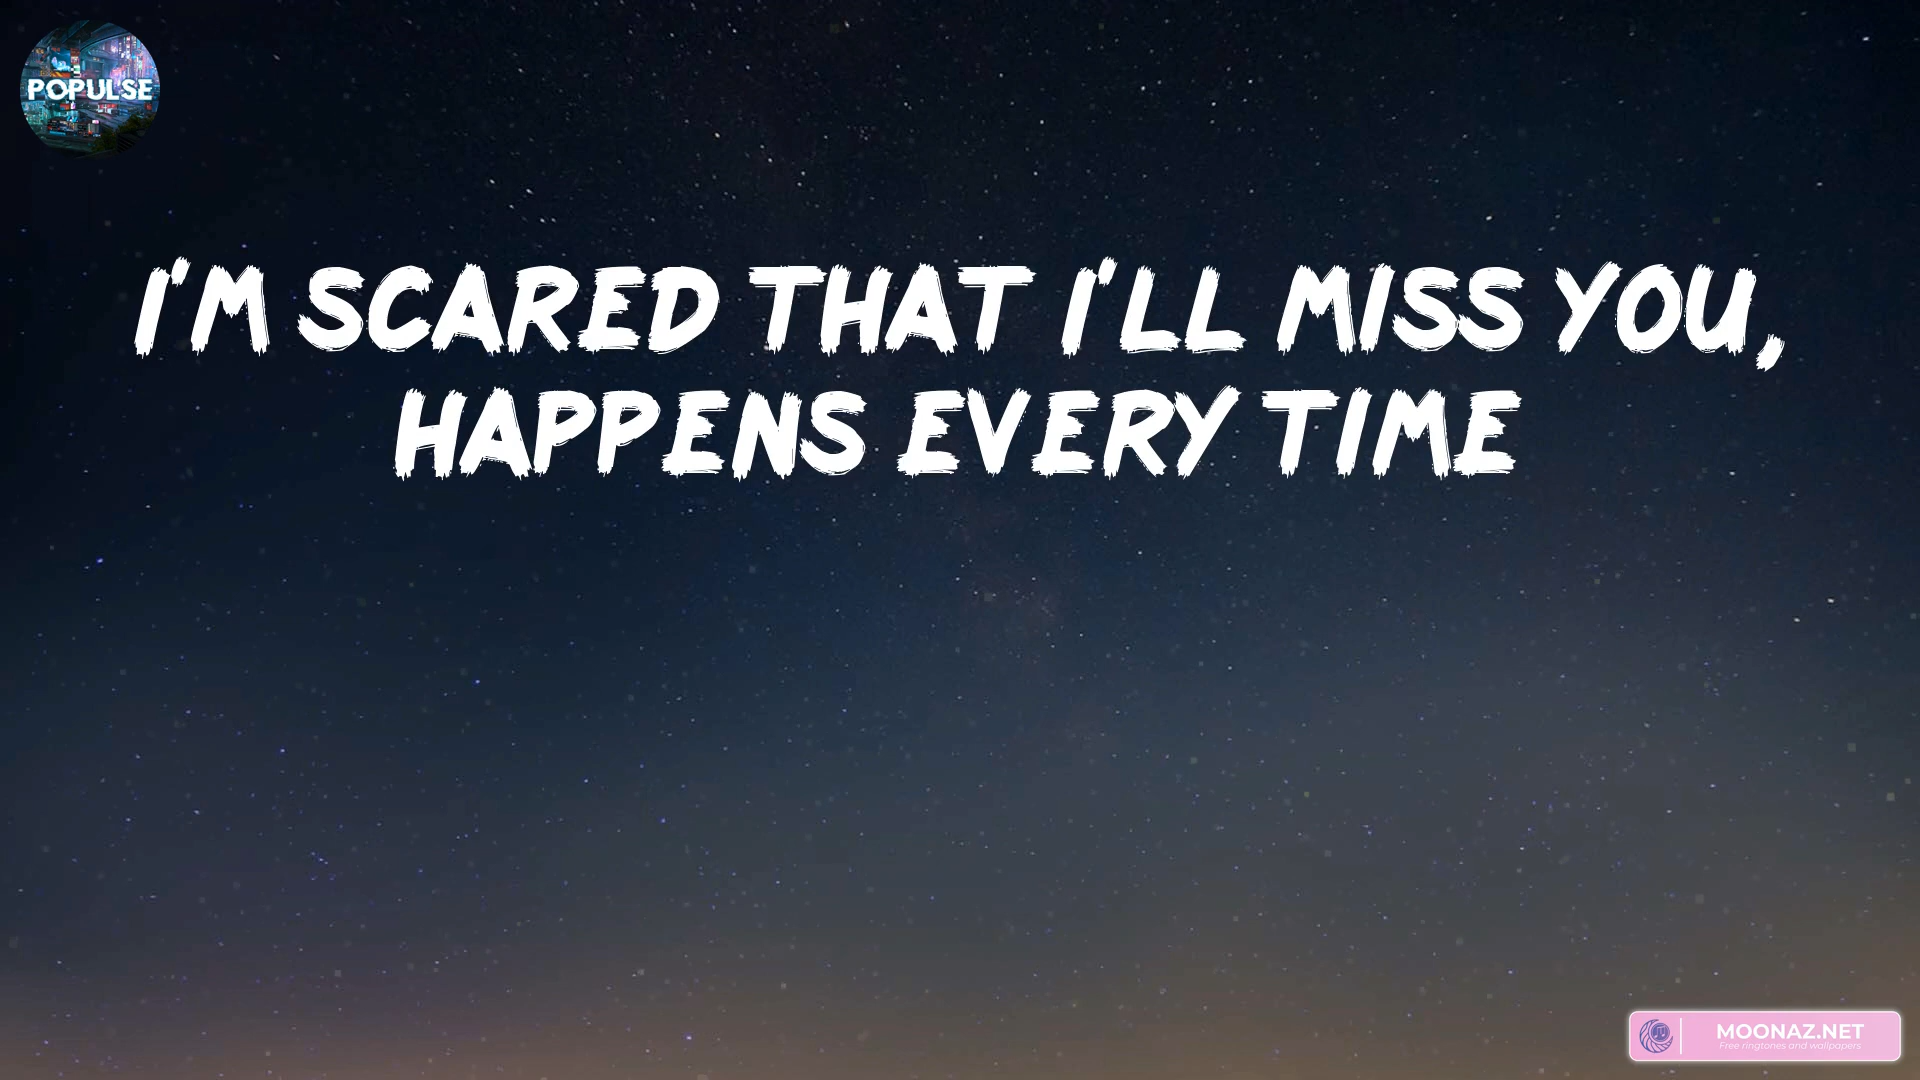 POPULSE
I'M SCARED THAT I'LL MISS YOU,
HAPPENS EVERY TIME
MOONAZ.NET
Free ringtones and wallpapers